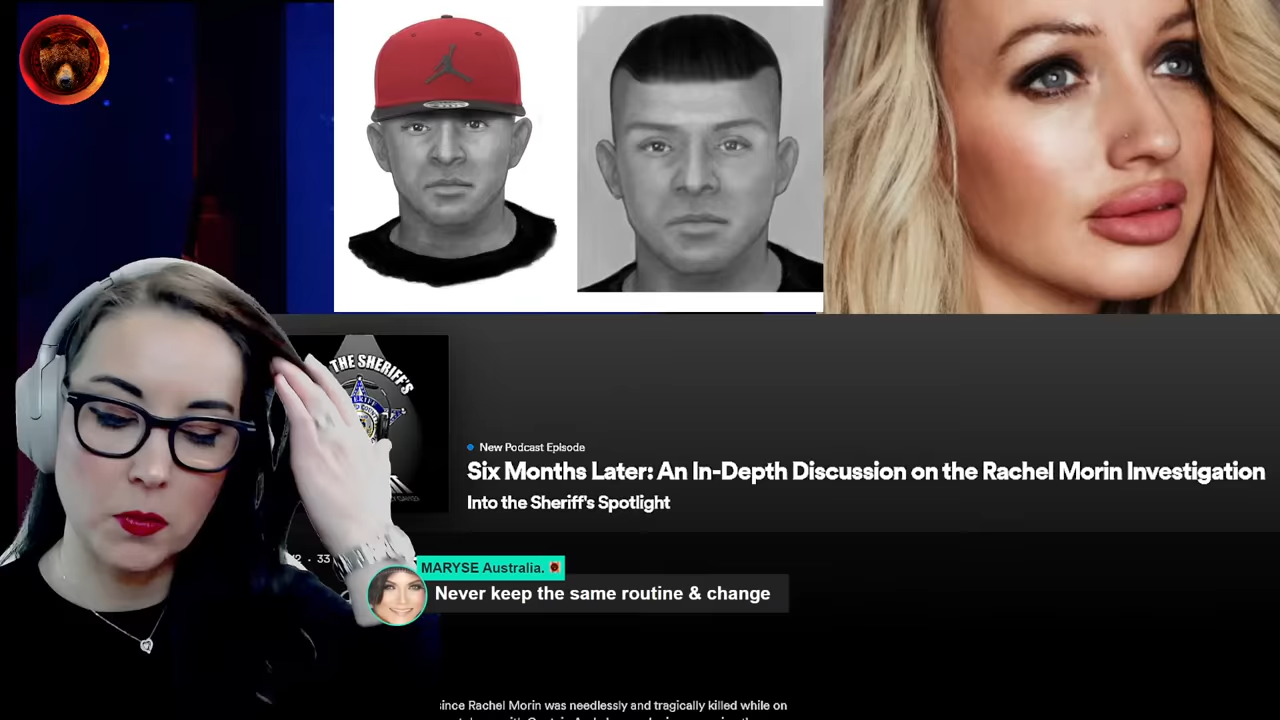 THE SHERIFF'S
New Podcast Episode
Six Months Later: An In-Depth Discussion on the Rachel Morin Investigation
Into the Sheriff's Spotlight
33
MARYSE Australia.
Never keep the same routine & change
since Rachel Morin was needlessly and tragically killed while on